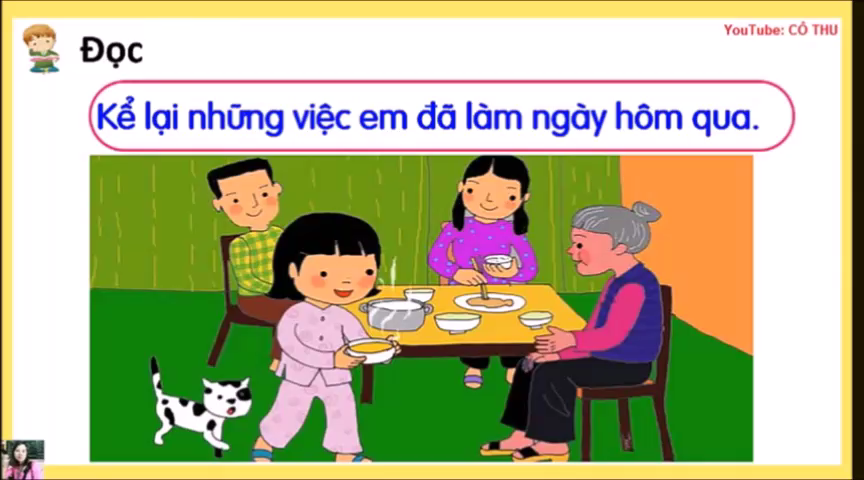 YouTube: CÔ THU
Đọc
Kể lại những việc em đã làm ngày hôm qua.